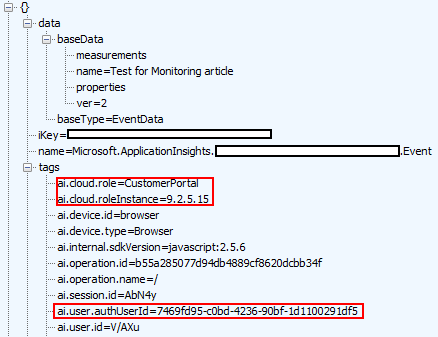 {}
data
baseData
measurements
name=Test for Monitoring article
properties
ver=2
baseType=EventData
iKey=
name=Microsoft.ApplicationInsights. .Event
tags
ai.cloud.role=CustomerPortal
ai.cloud.roleInstance=9.2.5.15
ai.device.id=browser
ai.device.type=Browser
ai.internal.sdkVersion=javascript:2.5.6
ai.operation.id=b55a285077d94db4889cf8620dcbb34f
ai.operation.name=/
ai.session.id=AbN4y
ai.user.authUserId=7469fd95-c0bd-4236-90bf-1d1100291df5
ai.user.id=V/AXu